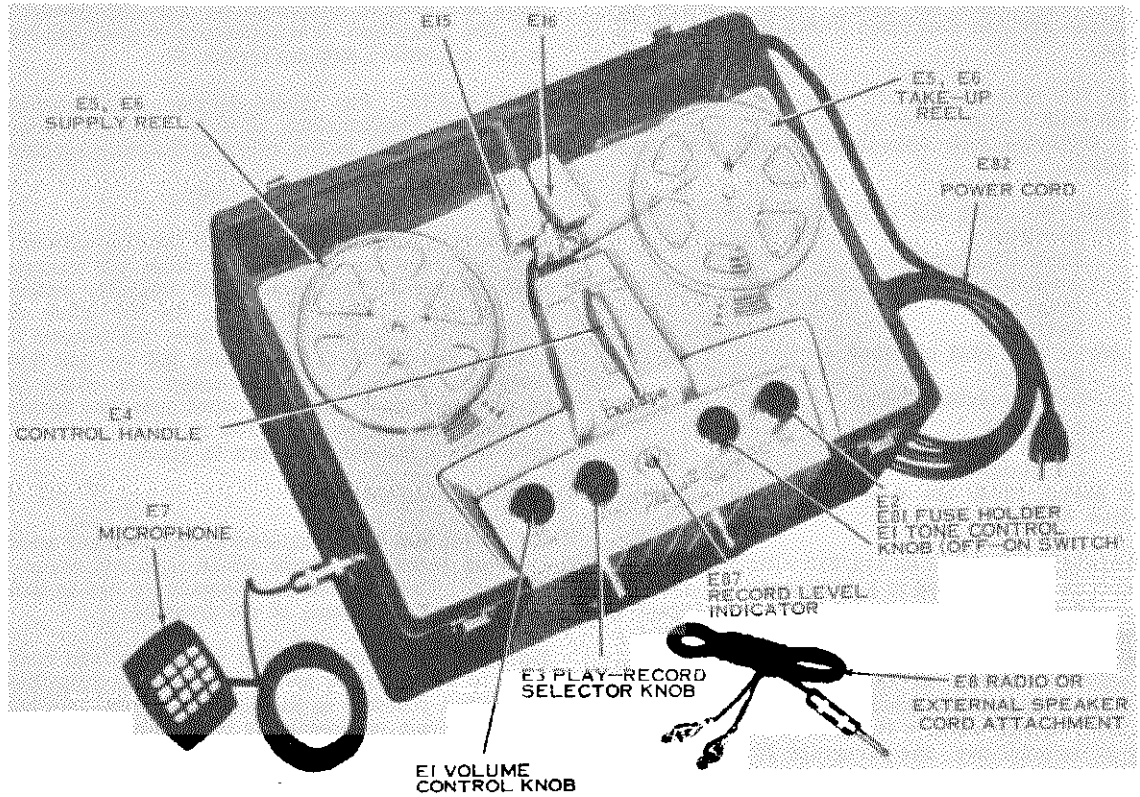 E15
E16
E5, E6
SUPPLY REEL
E5, E6
TAKE-UP
REEL
E82
POWER CORD
E4
CONTROL HANDLE
E7
MICROPHONE
E81 FUSE HOLDER
E1 TONE CONTROL
KNOB (OFF-ON SWITCH)
E87
RECORD LEVEL
INDICATOR
E3 PLAY-RECORD
SELECTOR KNOB
E8 RADIO OR
EXTERNAL SPEAKER
CORD ATTACHMENT
E1 VOLUME
CONTROL KNOB